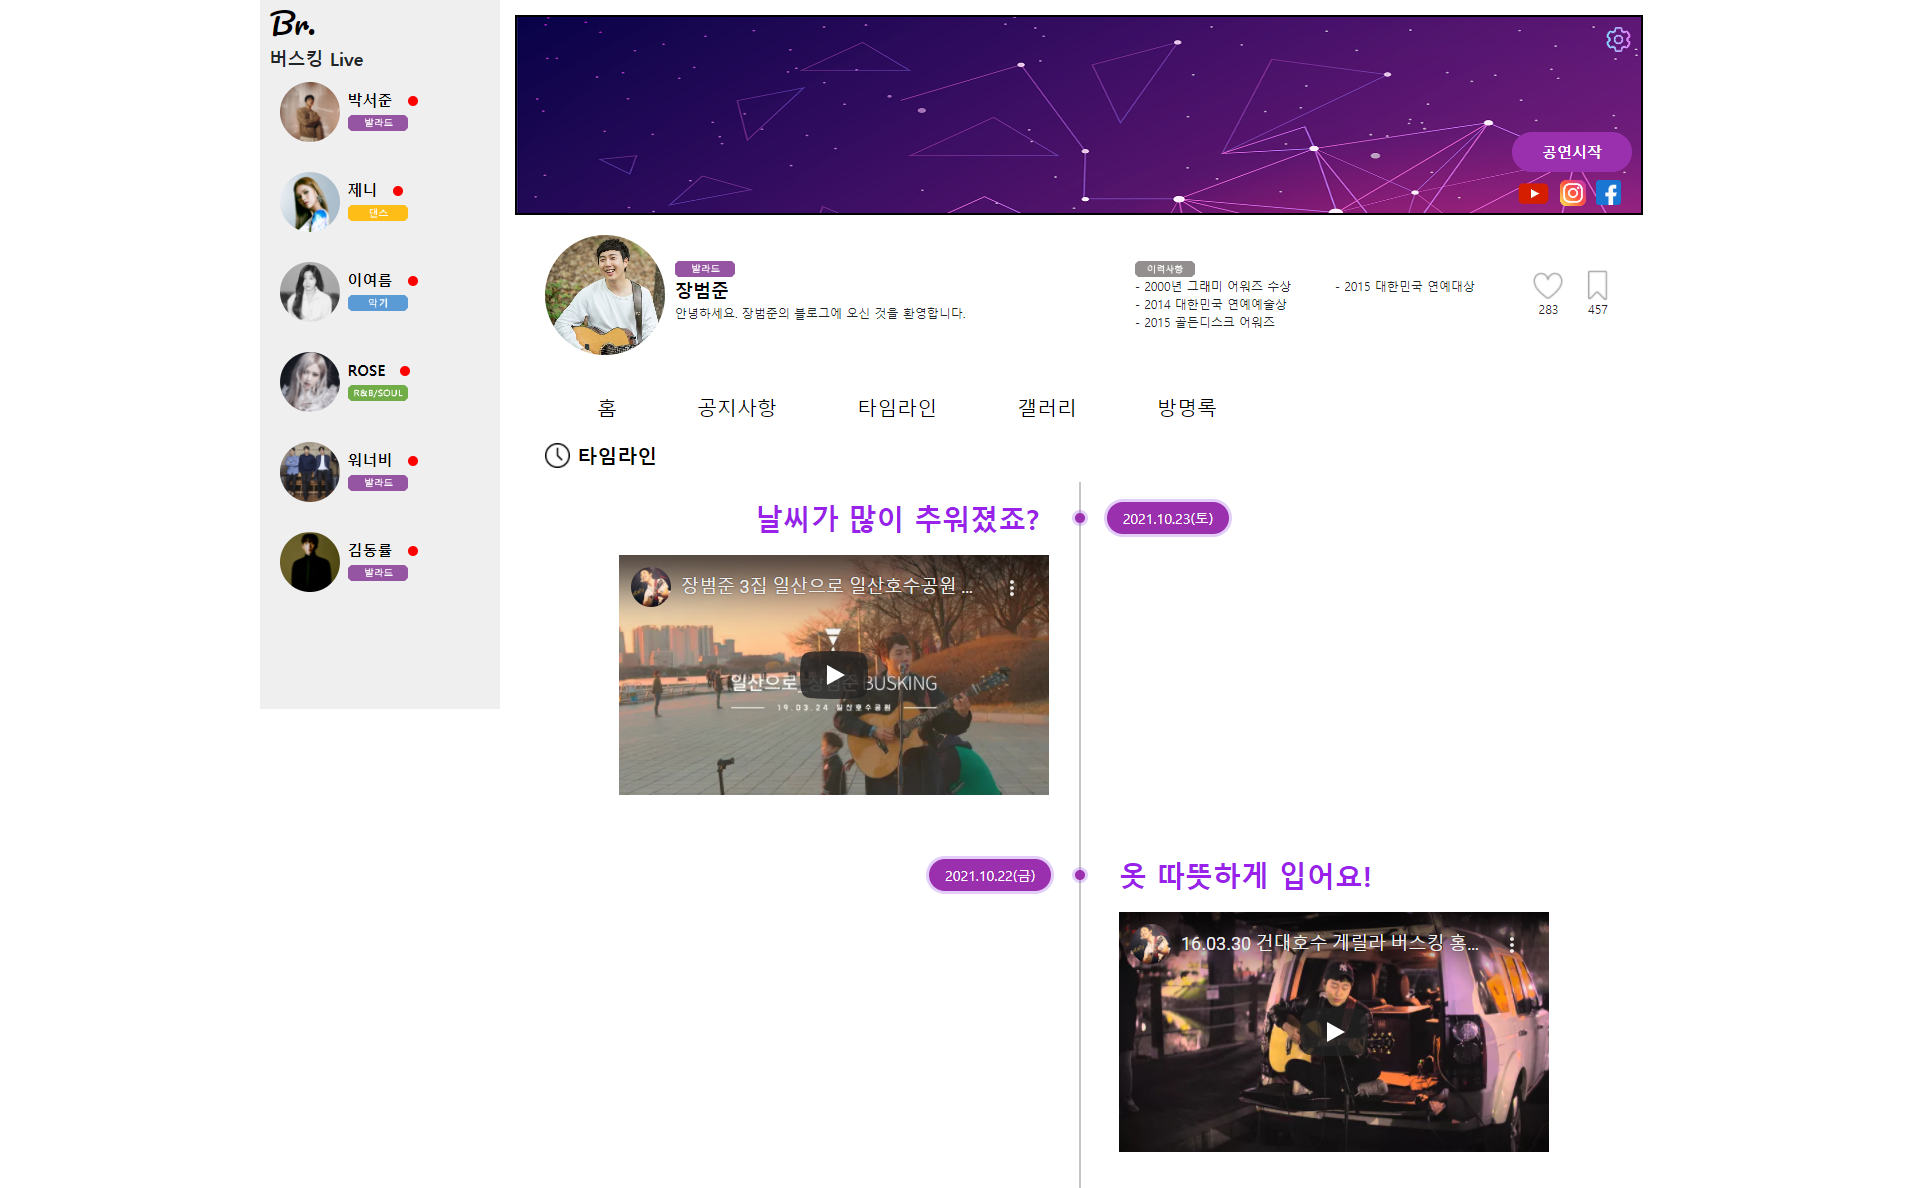 Br.
버스킹 Live
박서준
발라드
제니
댄스
이여름
악기
ROSE
R&B/SOUL
워너비
발라드
김동률
발라드
공연시작
발라드
장범준
안녕하세요. 장범준의 블로그에 오신 것을 환영합니다.
이력사항
- 2000년 그래미 어워즈 수상
- 2014 대한민국 연예예술상
- 2015 골든디스크 어워즈
- 2015 대한민국 연예대상
283
457
홈 공지사항 타임라인 갤러리 방명록
타임라인
날씨가 많이 추워졌죠?
2021.10.23(토)
장범준 3집 일산으로 일산호수공원 ...
일산으로_장범준 BUSKING
19.03.24 일산호수공원
2021.10.22(금)
옷 따뜻하게 입어요!
16.03.30 건대호수 게릴라 버스킹 홍...